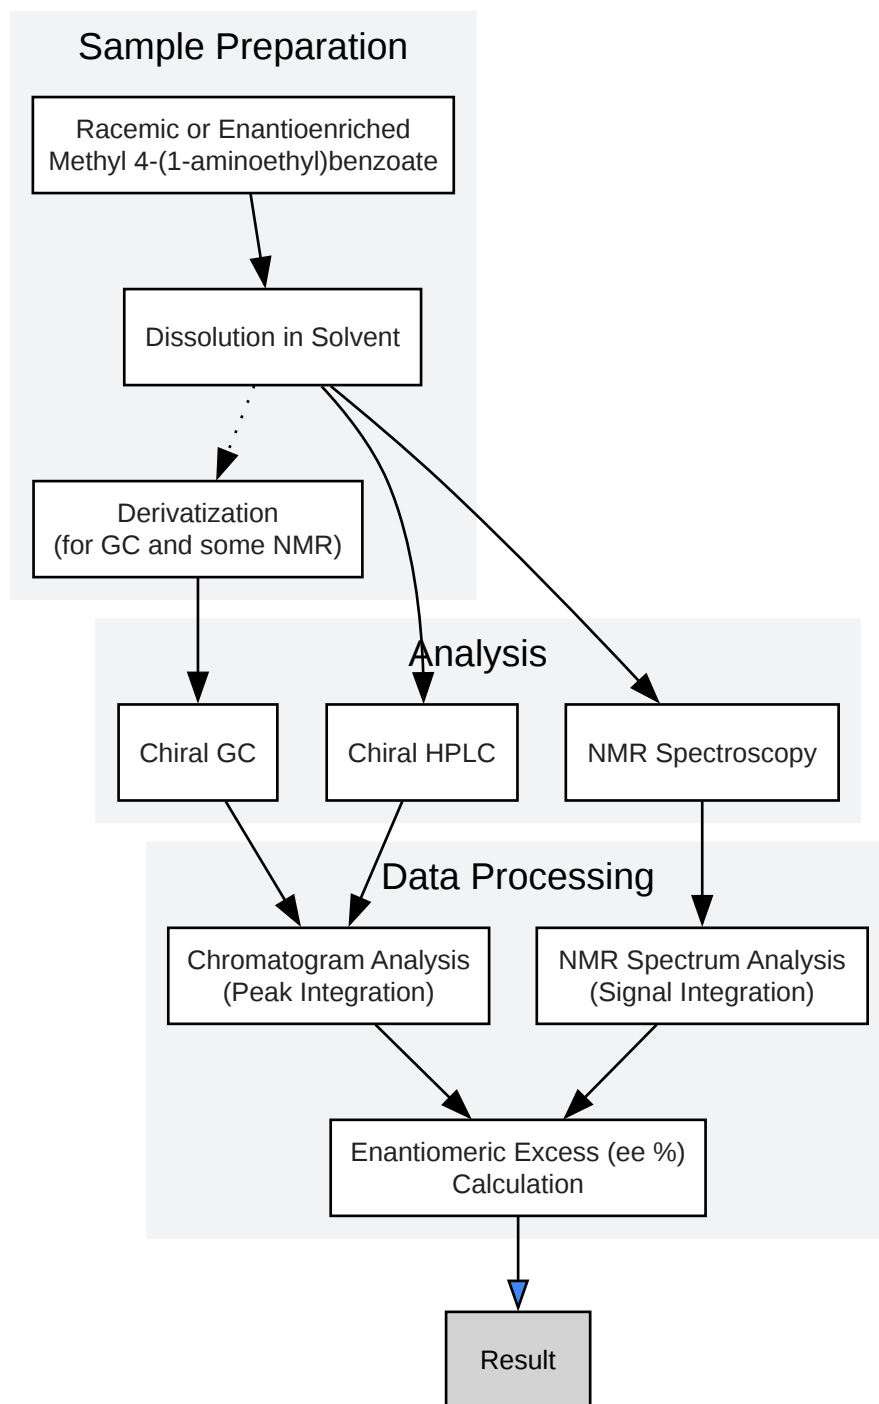 Sample Preparation
Racemic or Enantioenriched
Methyl 4-(1-aminoethyl)benzoate
Dissolution in Solvent
Derivatization
(for GC and some NMR)
Analysis
Chiral GC
Chiral HPLC
NMR Spectroscopy
Data Processing
Chromatogram Analysis
(Peak Integration)
NMR Spectrum Analysis
(Signal Integration)
Enantiomeric Excess (ee %)
Calculation
Result